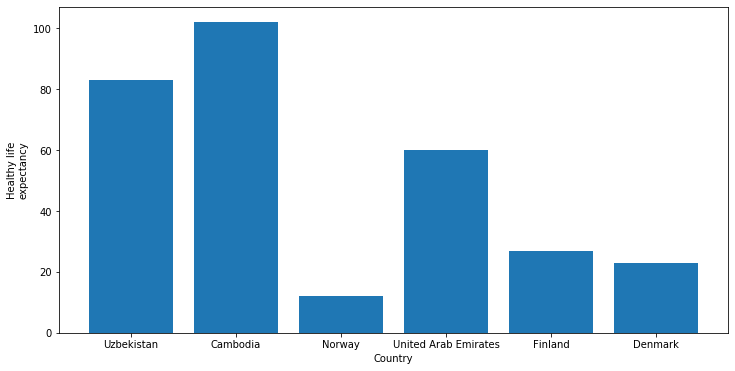 100
80
60
40
20
0
Healthy life
expectancy
Uzbekistan
Cambodia
Norway
United Arab Emirates
Finland
Denmark
Country